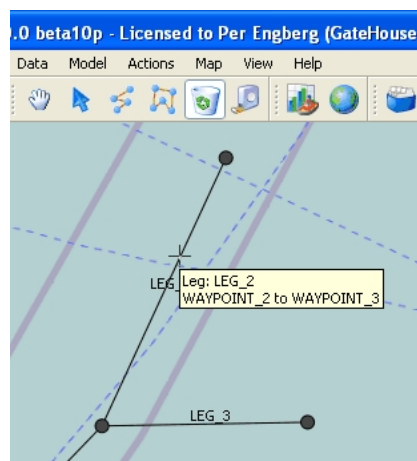 .0 beta10p - Licensed to Per Engberg (GateHouse
Data Model Actions Map View Help
LEG_
Leg: LEG_2
WAYPOINT_2 to WAYPOINT_3
LEG_3